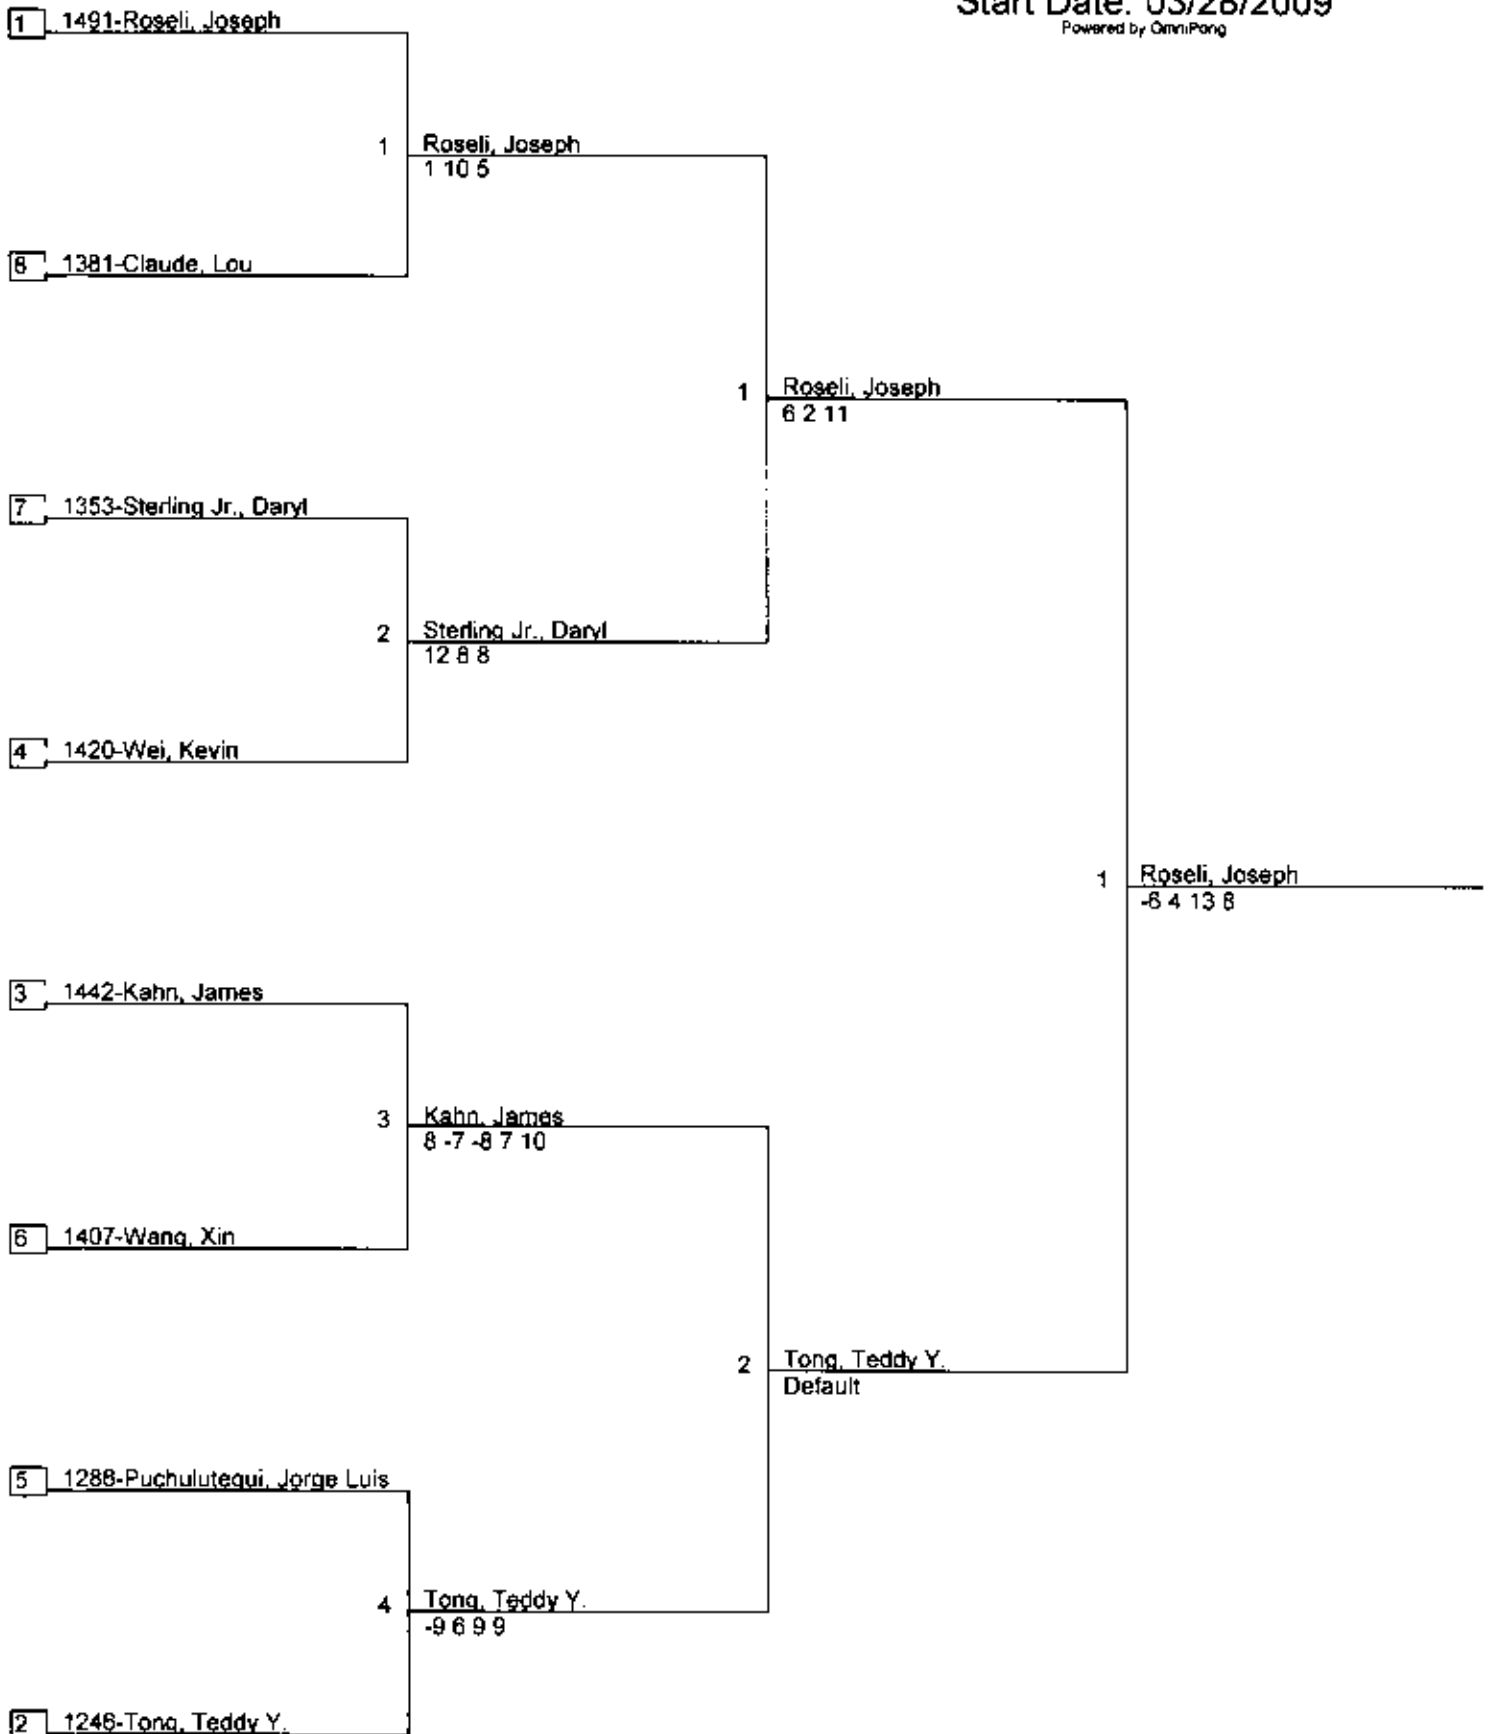 Start Date: 03/28/2009
Powered by OmniPong
1 1491-Roseli, Joseph
1 Roseli, Joseph
1 10 5
8 1381-Claude, Lou
1 Roseli, Joseph
6 2 11
7 1353-Sterling Jr., Daryl
2 Sterling Jr., Daryl
12 8 8
4 1420-Wei, Kevin
1 Roseli, Joseph
-6 4 13 8
3 1442-Kahn, James
3 Kahn, James
8 -7 -8 7 10
6 1407-Wang, Xin
2 Tong, Teddy Y.
Default
5 1286-Puchulutegui, Jorge Luis
4 Tong, Teddy Y.
-9 6 9 9
2 1246-Tong, Teddy Y.